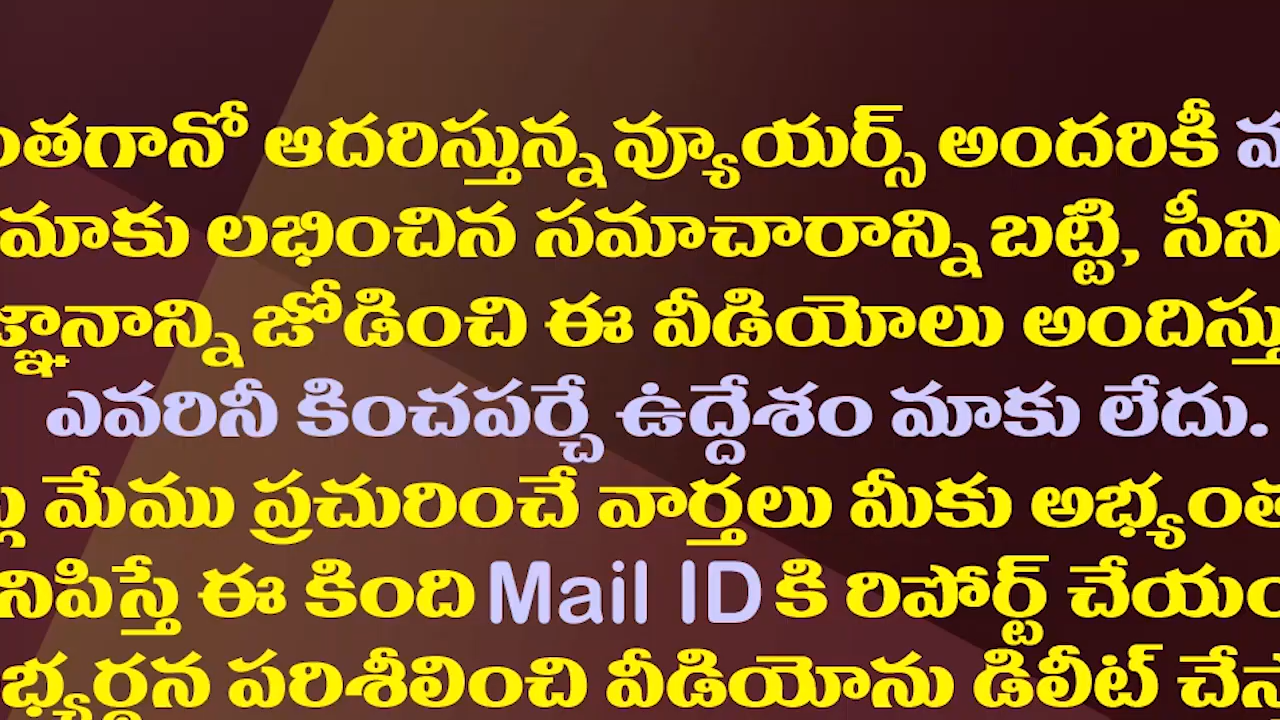 ంతగానో ఆదరిస్తున్న వ్యూయర్స్ అందరికీ
మాకు లభించిన సమాచారాన్ని బట్టి, సీని
జ్ఞానాన్ని జోడించి ఈ వీడియోలు అందిస్తు
ఎవరినీ కించపర్చే ఉద్దేశం మాకు లేదు.
మేము ప్రచురించే వార్తలు మీకు అభ్యంత
నిపిస్తే ఈ కింది Mail ID కి రిపోర్ట్ చేయం
భ్యర్థన పరిశీలించి వీడియోను డిలీట్ చేస